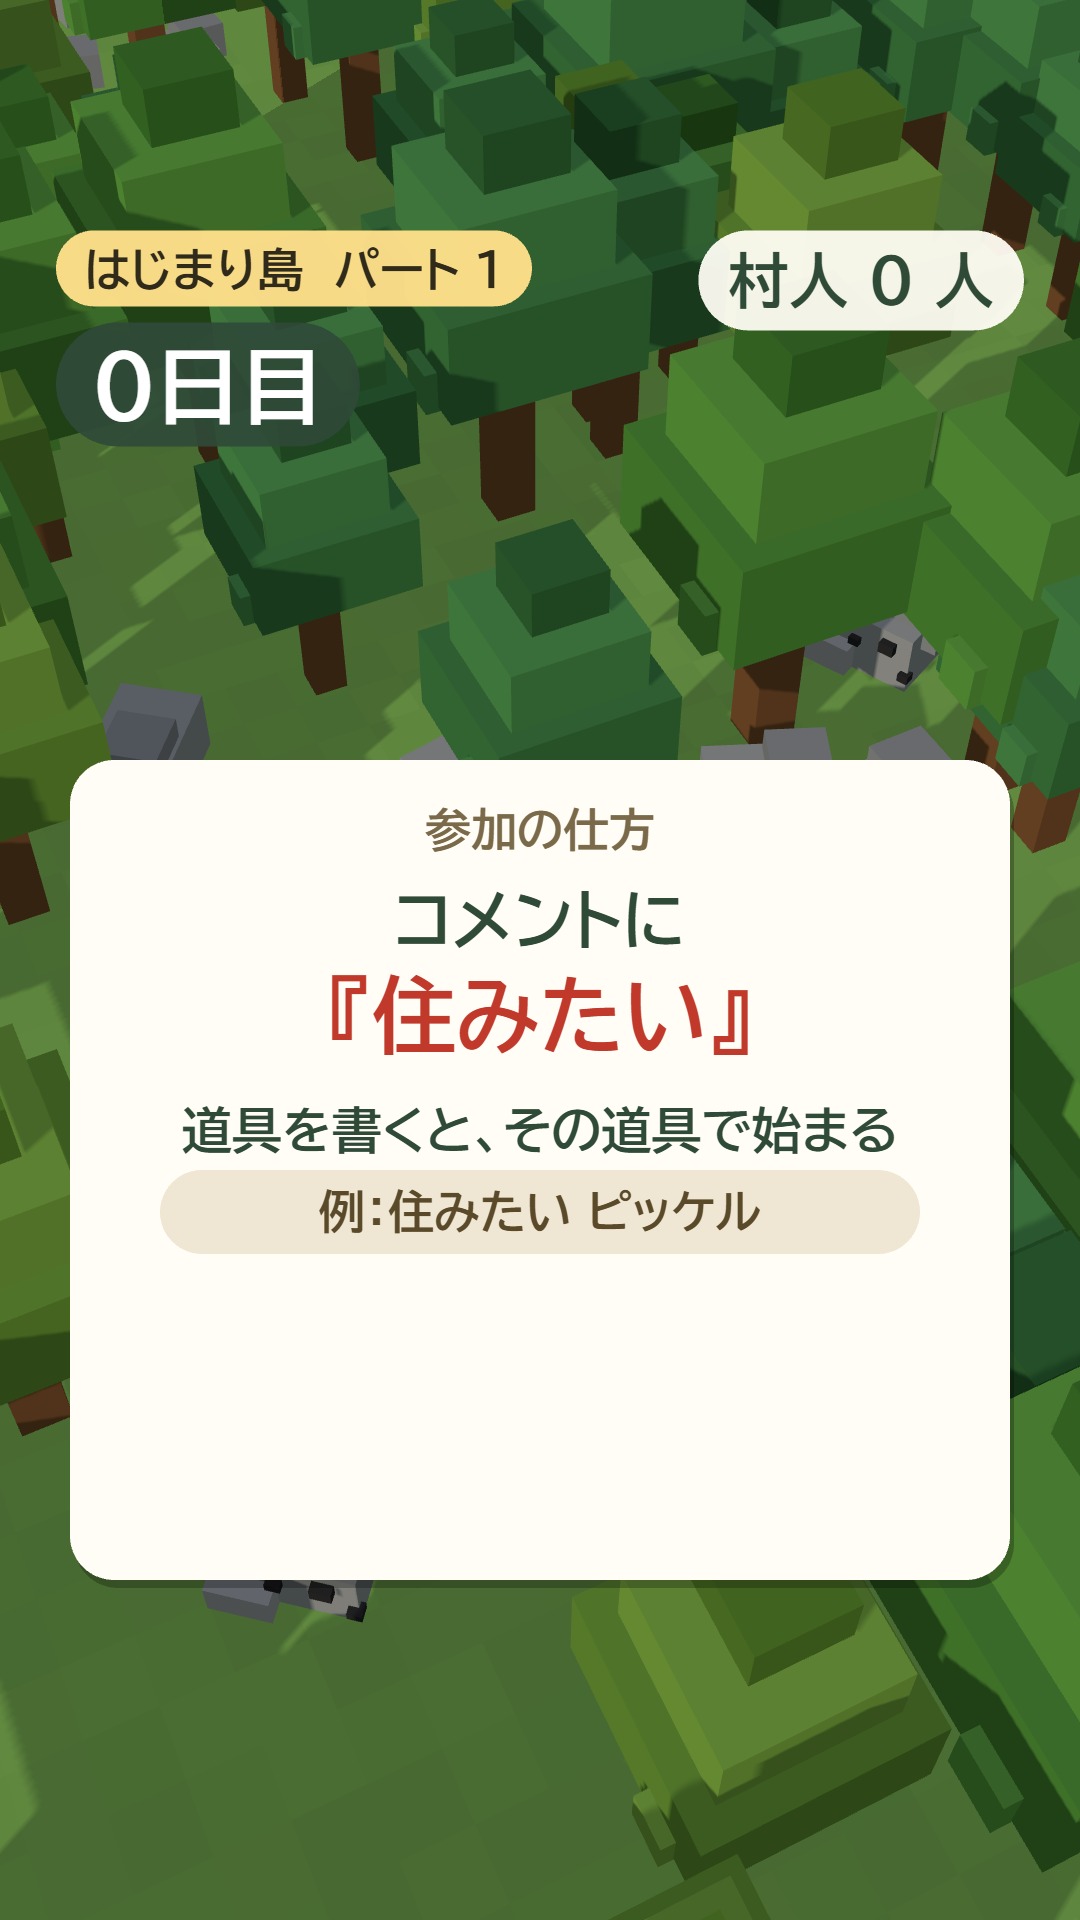 はじまり島 パート 1
村人 0 人
0日目
参加の仕方
コメントに
『住みたい』
道具を書くと、その道具で始まる
例：住みたい ピッケル